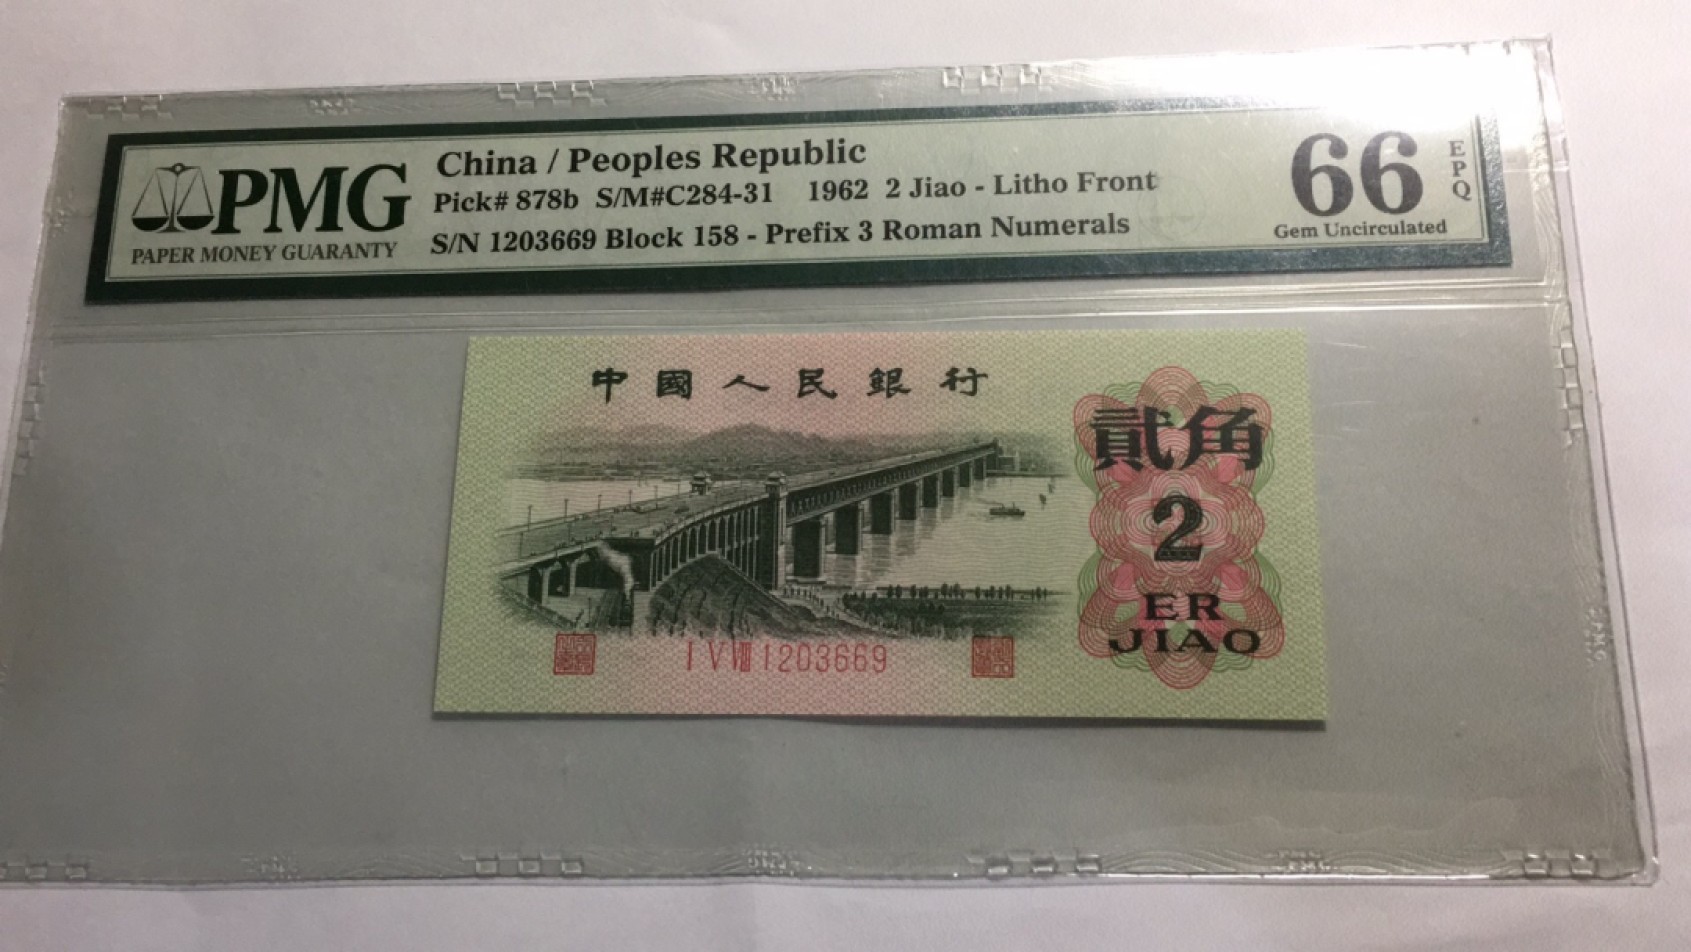 PMG
PAPER MONEY GUARANTY
China / Peoples Republic
Pick# 878b S/M#C284-31 1962 2 Jiao - Litho Front
S/N 1203669 Block 158 - Prefix 3 Roman Numerals
66
EPQ
Gem Uncirculated
中國人民銀行
貳角
2
ER
JIAO
I V VIII 1203669